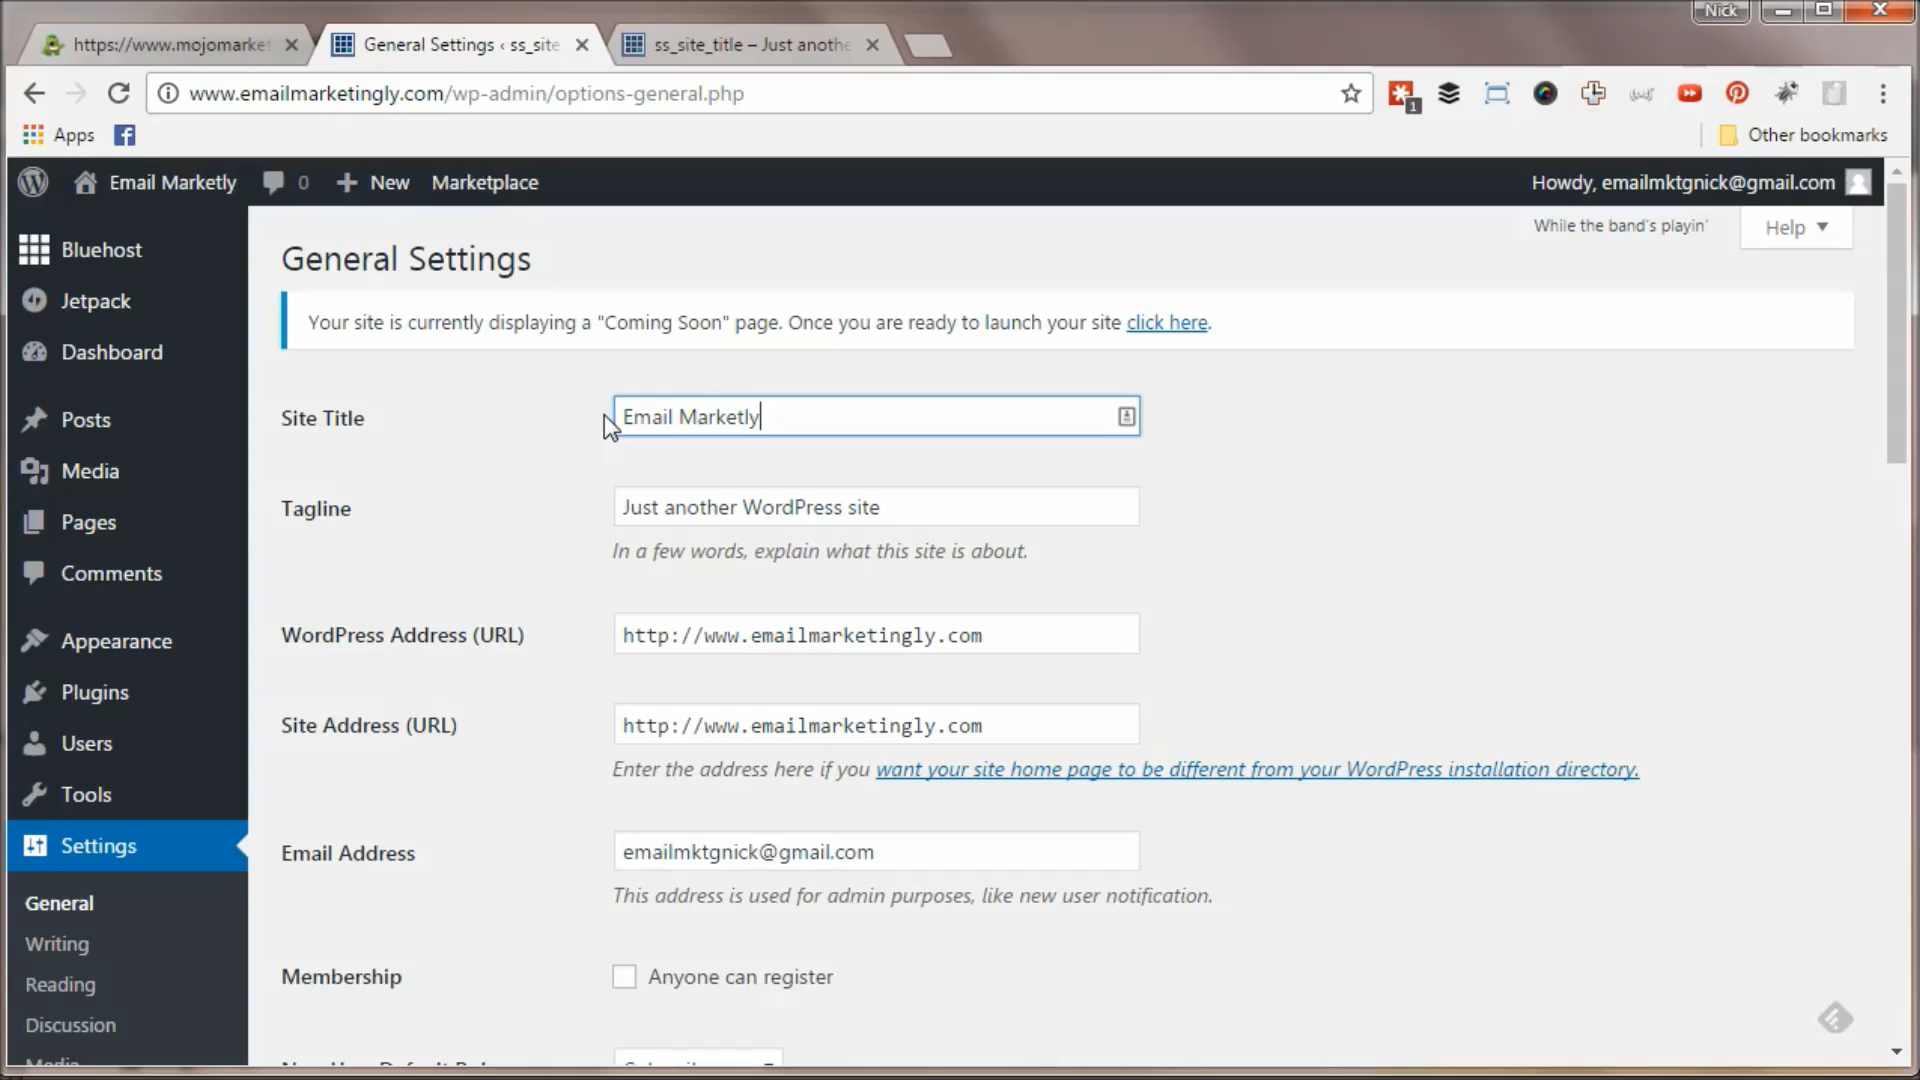 Nick
https://www.mojomarket
General Settings ‹ ss_site
ss_site_title – Just anothe
www.emailmarketingly.com/wp-admin/options-general.php
1
Apps
Other bookmarks
Email Marketly
0
New
Marketplace
Howdy, emailmktgnick@gmail.com
While the band's playin'
Help
Bluehost
Jetpack
Dashboard
Posts
Media
Pages
Comments
Appearance
Plugins
Users
Tools
Settings
General
Writing
Reading
Discussion
Media
General Settings
Your site is currently displaying a "Coming Soon" page. Once you are ready to launch your site click here.
Site Title
Email Marketly
Tagline
Just another WordPress site
In a few words, explain what this site is about.
WordPress Address (URL)
http://www.emailmarketingly.com
Site Address (URL)
http://www.emailmarketingly.com
Enter the address here if you want your site home page to be different from your WordPress installation directory.
Email Address
emailmktgnick@gmail.com
This address is used for admin purposes, like new user notification.
Membership
Anyone can register